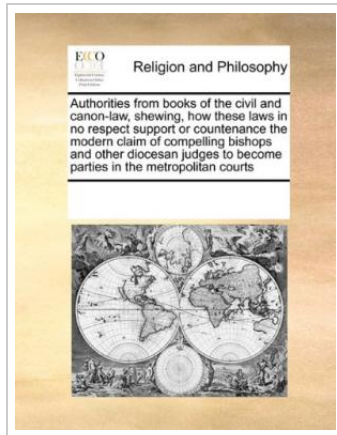 ECCO
Religion and Philosophy
Authorities from books of the civil and
canon-law, shewing, how these laws in
no respect support or countenance the
modern claim of compelling bishops
and other diocesan judges to become
parties in the metropolitan courts